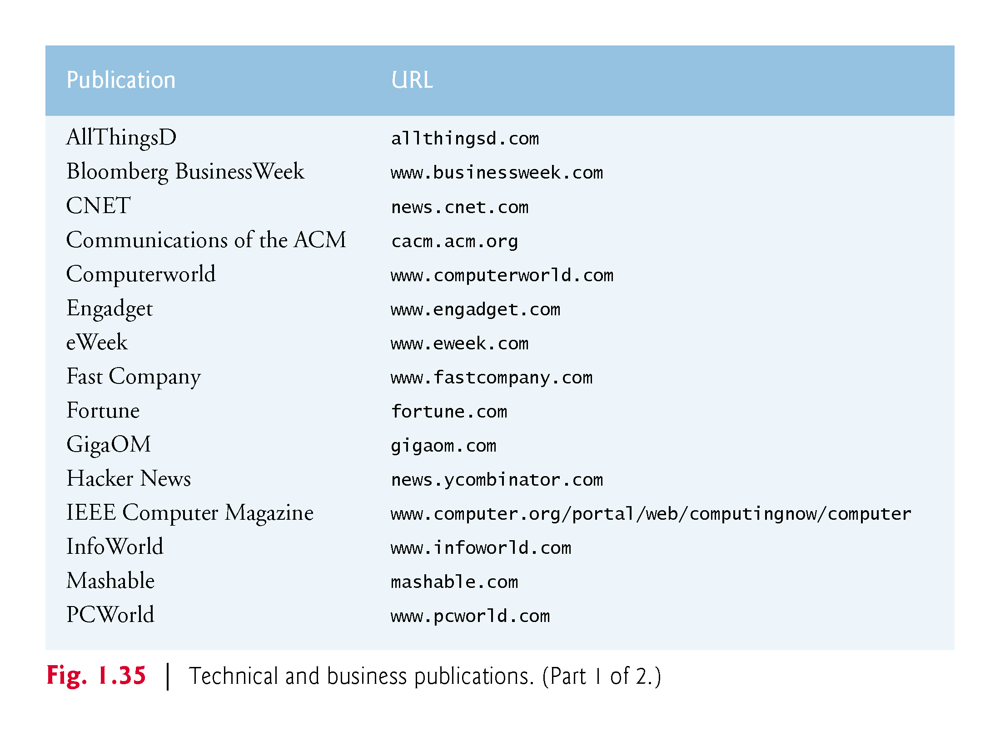 Publication URL
AllThingsD allthingsd.com
Bloomberg BusinessWeek www.businessweek.com
CNET news.cnet.com
Communications of the ACM cacm.acm.org
Computerworld www.computerworld.com
Engadget www.engadget.com
eWeek www.eweek.com
Fast Company www.fastcompany.com
Fortune fortune.com
GigaOM gigaom.com
Hacker News news.ycombinator.com
IEEE Computer Magazine www.computer.org/portal/web/computingnow/computer
InfoWorld www.infoworld.com
Mashable mashable.com
PCWorld www.pcworld.com
Fig. 1.35 | Technical and business publications. (Part 1 of 2.)